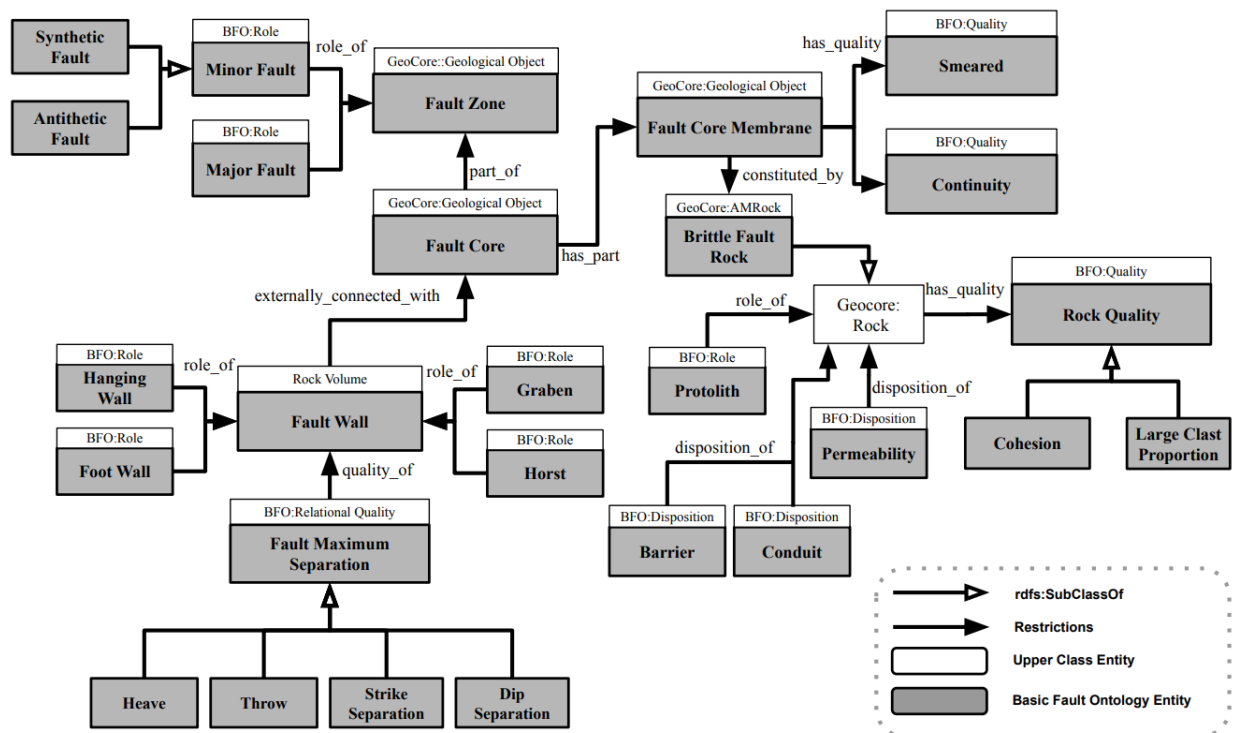 Synthetic
Fault
Antithetic
Fault
BFO:Role
Minor Fault
BFO:Role
Major Fault
role_of
GeoCore::Geological Object
Fault Zone
part_of
GeoCore:Geological Object
Fault Core
has_part
GeoCore:Geological Object
Fault Core Membrane
has_quality
BFO:Quality
Smeared
BFO:Quality
Continuity
constituted_by
GeoCore:AMRock
Brittle Fault
Rock
externally_connected_with
role_of
Geocore:
Rock
has_quality
BFO:Quality
Rock Quality
BFO:Role
Hanging
Wall
role_of
Rock Volume
Fault Wall
role_of
BFO:Role
Graben
BFO:Role
Protolith
disposition_of
BFO:Role
Foot Wall
quality_of
BFO:Role
Horst
disposition_of
BFO:Disposition
Permeability
Cohesion
Large Clast
Proportion
BFO:Relational Quality
Fault Maximum
Separation
BFO:Disposition
Barrier
BFO:Disposition
Conduit
Heave
Throw
Strike
Separation
Dip
Separation
rdfs:SubClassOf
Restrictions
Upper Class Entity
Basic Fault Ontology Entity